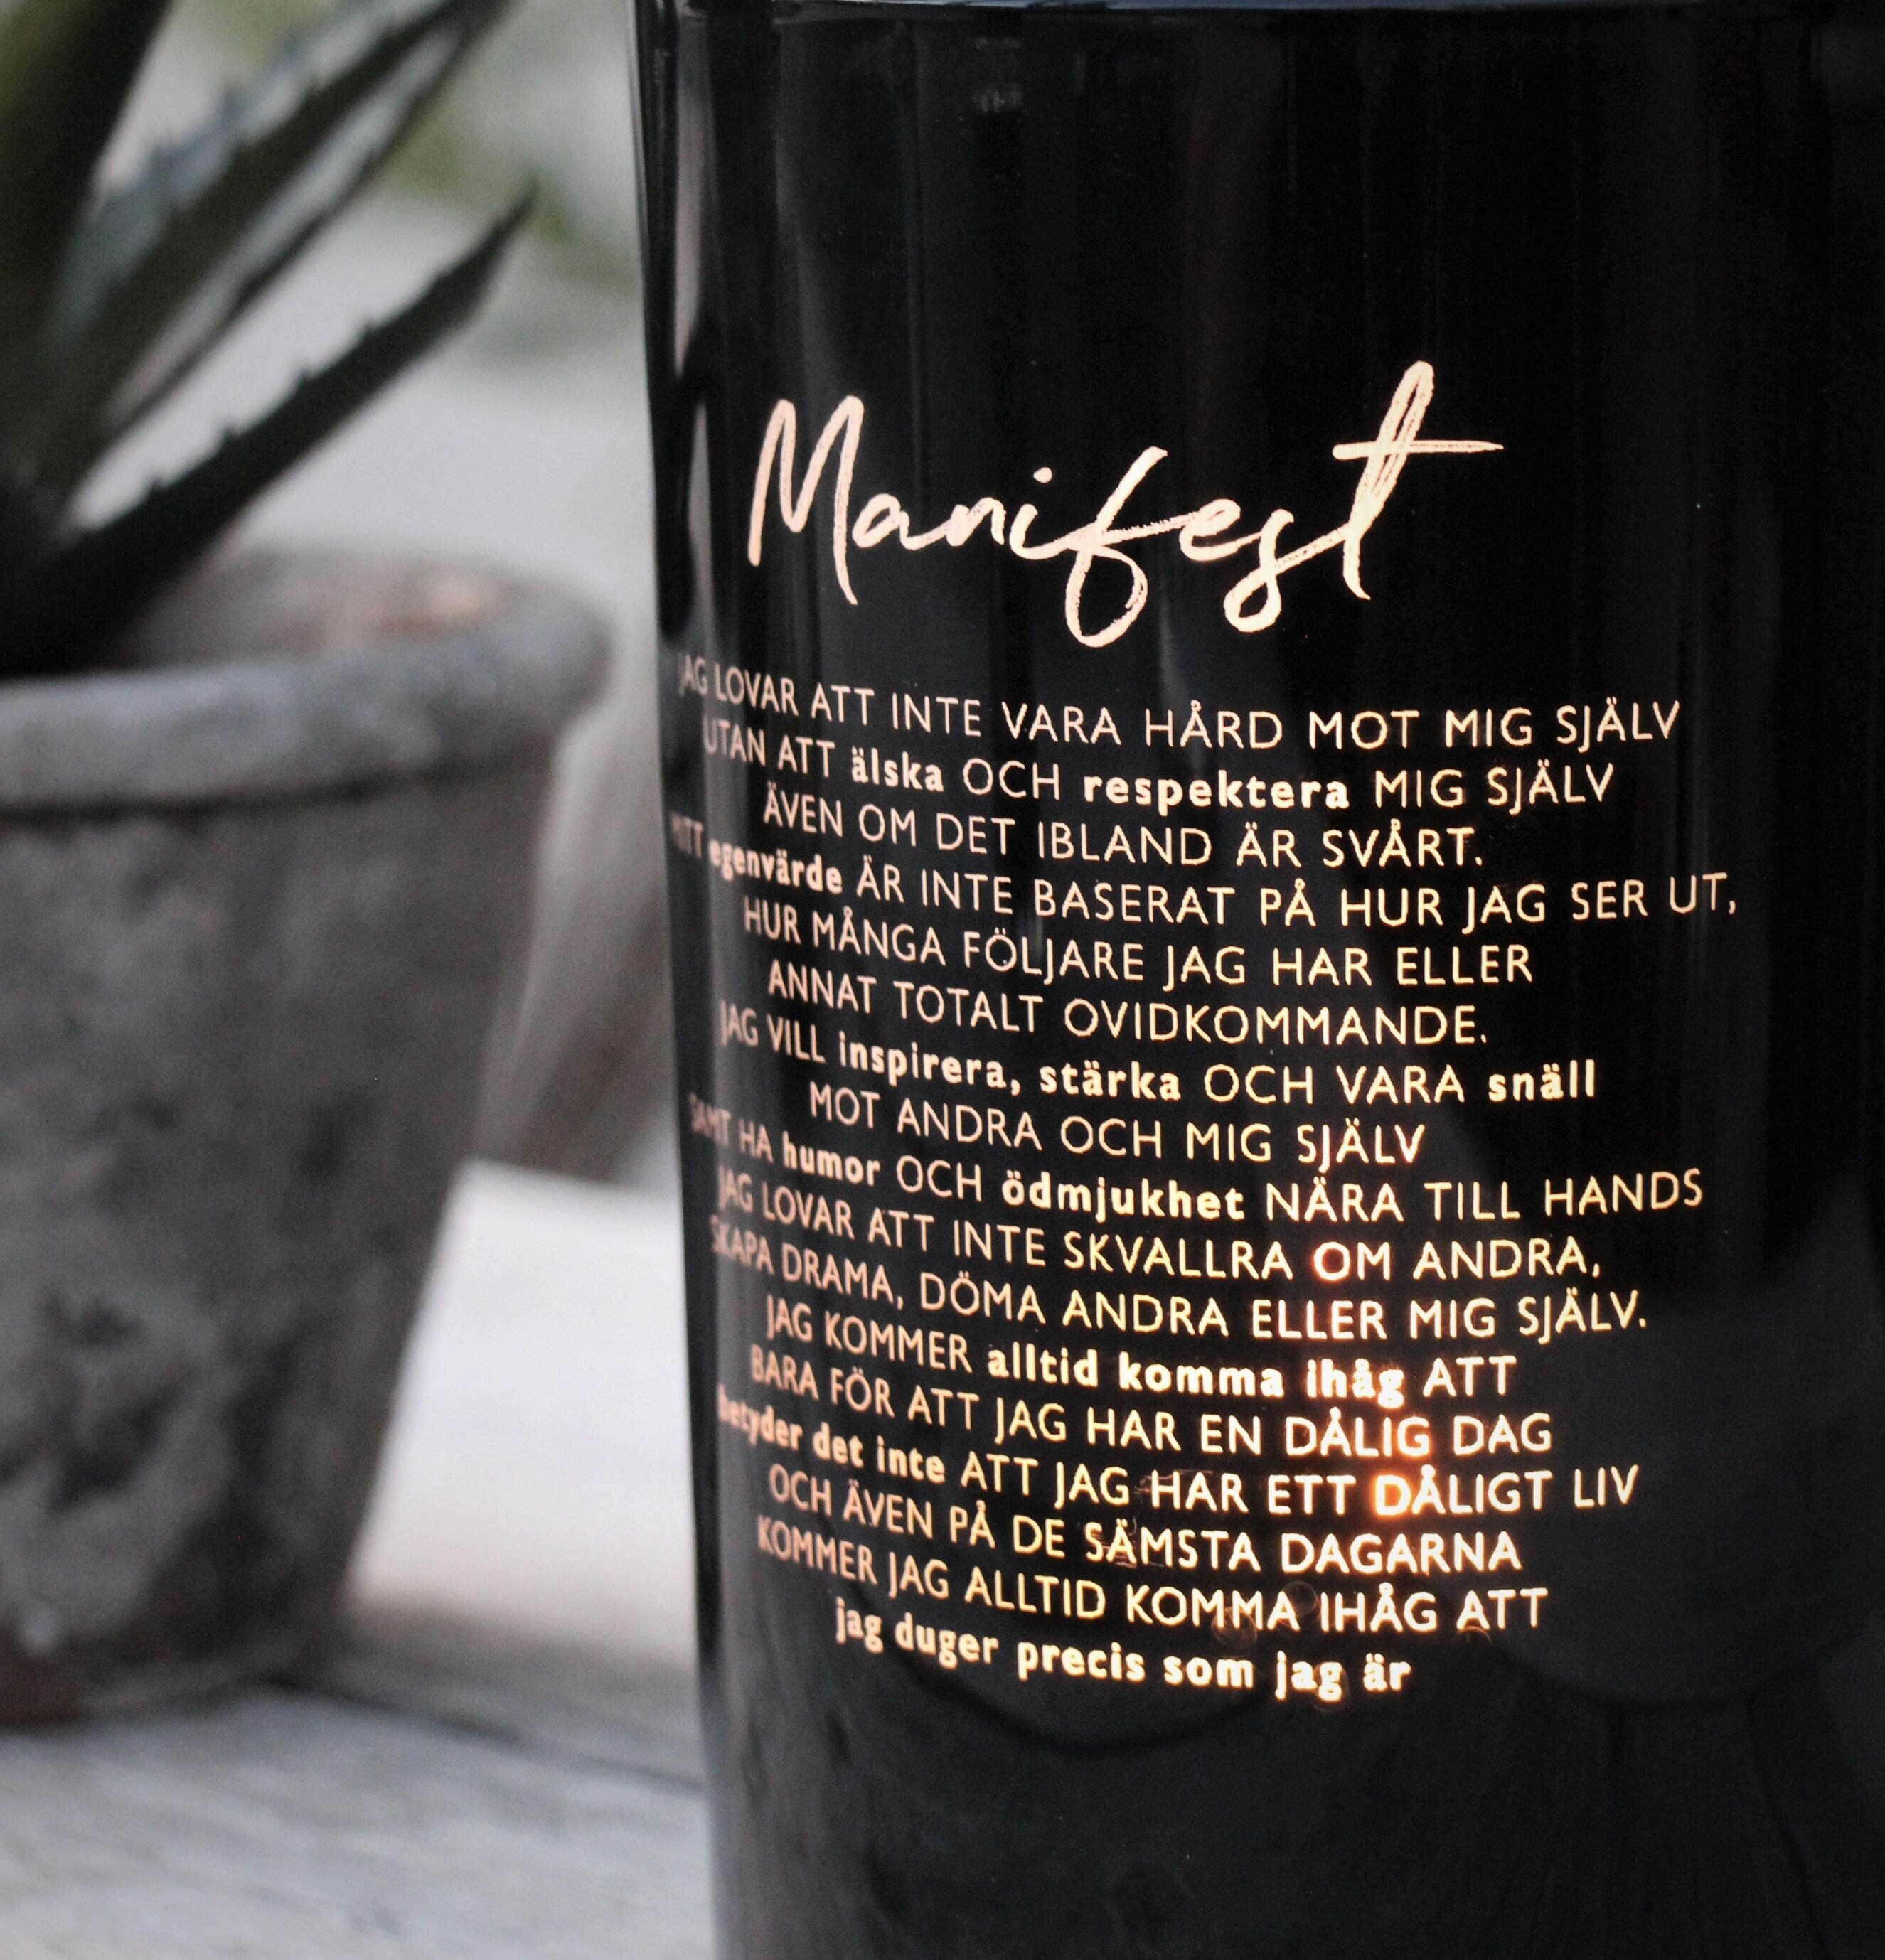 Manifest
JAG LOVAR ATT INTE VARA HÅRD MOT MIG SJÄLV
UTAN ATT älska OCH respektera MIG SJÄLV
ÄVEN OM DET IBLAND ÄR SVÅRT.
MITT egenvärde ÄR INTE BASERAT PÅ HUR JAG SER UT,
HUR MÅNGA FÖLJARE JAG HAR ELLER
ANNAT TOTALT OVIDKOMMANDE.
JAG VILL inspirera, stärka OCH VARA snäll
MOT ANDRA OCH MIG SJÄLV
SAMT HA humor OCH ödmjukhet NÄRA TILL HANDS
JAG LOVAR ATT INTE SKVALLRA OM ANDRA,
SKAPA DRAMA, DÖMA ANDRA ELLER MIG SJÄLV.
JAG KOMMER alltid komma ihåg ATT
BARA FÖR ATT JAG HAR EN DÅLIG DAG
betyder det inte ATT JAG HAR ETT DÅLIGT LIV
OCH ÄVEN PÅ DE SÄMSTA DAGARNA
KOMMER JAG ALLTID KOMMA IHÅG ATT
jag duger precis som jag är